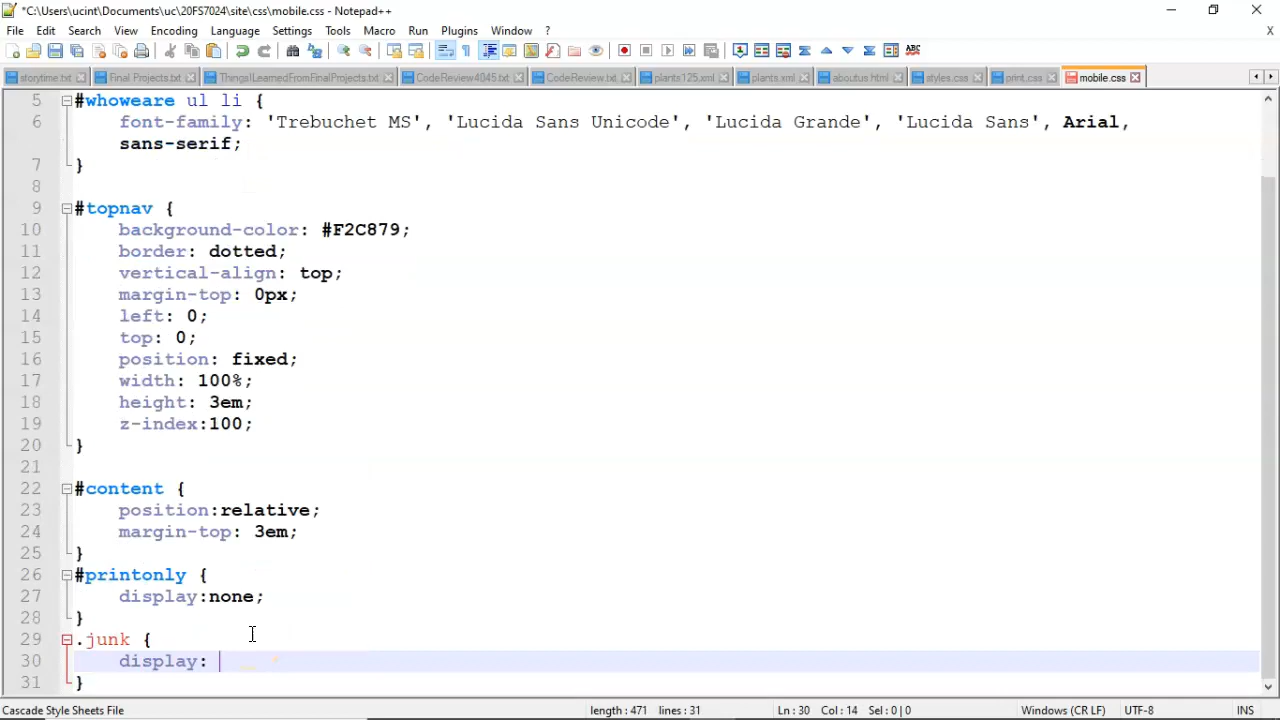 *C:\Users\ucint\Documents\uc\20FS7024\site\css\mobile.css - Notepad++
File Edit Search View Encoding Language Settings Tools Macro Run Plugins Window ? X
storytime.txt Final Projects.txt ThingsILearnedFromFinalProjects.txt CodeReview4045.txt CodeReview.txt plants125.xml plants.xml aboutus.html styles.css print.css mobile.css
5 #whoweare ul li {
6 font-family: 'Trebuchet MS', 'Lucida Sans Unicode', 'Lucida Grande', 'Lucida Sans', Arial,
sans-serif;
7 }
8
9 #topnav {
10 background-color: #F2C879;
11 border: dotted;
12 vertical-align: top;
13 margin-top: 0px;
14 left: 0;
15 top: 0;
16 position: fixed;
17 width: 100%;
18 height: 3em;
19 z-index:100;
20 }
21
22 #content {
23 position:relative;
24 margin-top: 3em;
25 }
26 #printonly {
27 display:none;
28 }
29 .junk {
30 display:
31 }
Cascade Style Sheets File length : 471 lines : 31 Ln : 30 Col : 14 Sel : 0 | 0 Windows (CR LF) UTF-8 INS